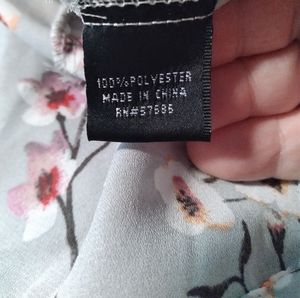 100% POLYESTER
MADE IN CHINA
RN#57686